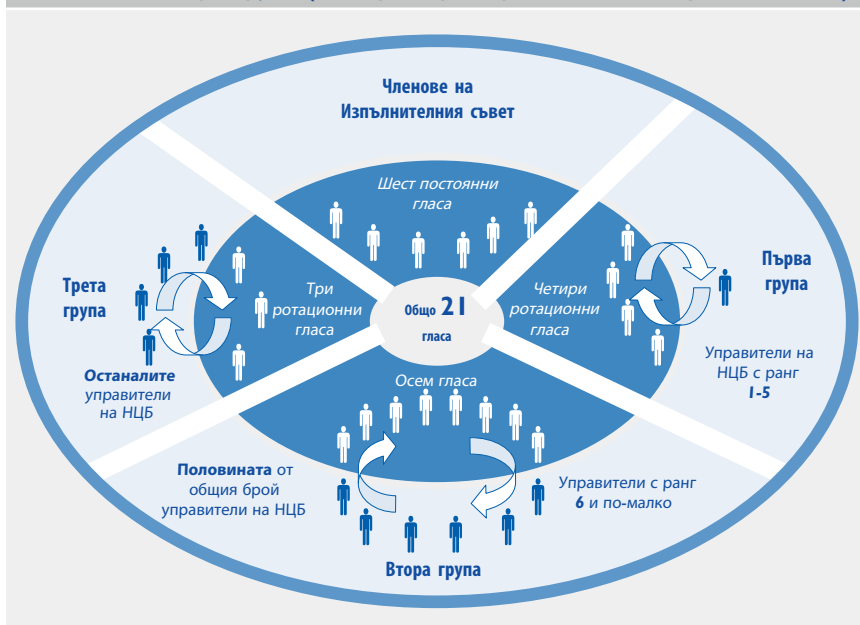 Членове на
Изпълнителния съвет
Шест постоянни
гласа
Първа
група
Четири
ротационни
гласа
Управители на
НЦБ с ранг
1-5
Общо 21
гласа
Трета
група
Три
ротационни
гласа
Останалите
управители
на НЦБ
Осем гласа
Половината от
общия брой
управители на НЦБ
Управители с ранг
6 и по-малко
Втора група